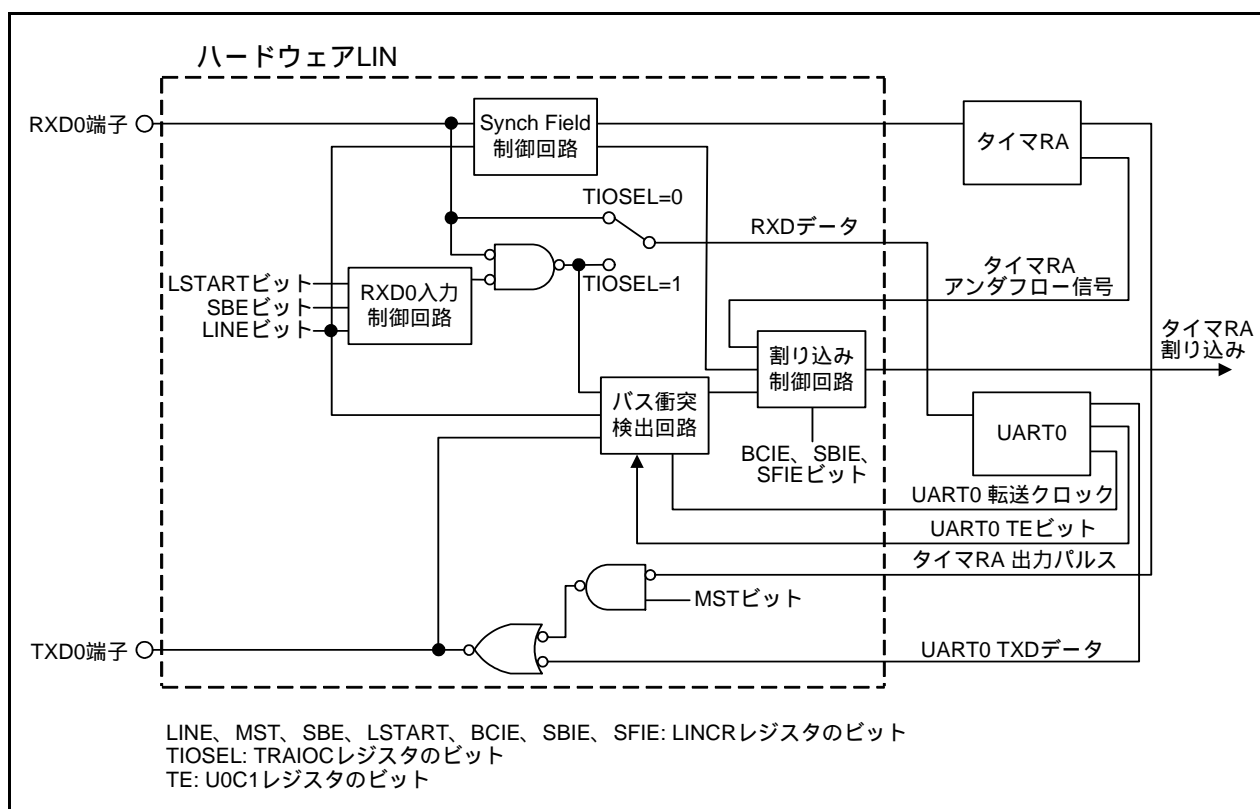 ハードウェアLIN
RXD0端子
Synch Field
制御回路
タイマRA
TIOSEL=0
RXDデータ
TIOSEL=1
LSTARTビット
SBEビット
LINEビット
RXD0入力
制御回路
タイマRA
アンダフロー信号
タイマRA
割り込み
割り込み
制御回路
バス衝突
検出回路
BCIE、SBIE、
SFIEビット
UART0
UART0 転送クロック
UART0 TEビット
タイマRA 出力パルス
MSTビット
TXD0端子
UART0 TXDデータ
LINE、MST、SBE、LSTART、BCIE、SBIE、SFIE: LINCRレジスタのビット
TIOSEL: TRAIOCレジスタのビット
TE: U0C1レジスタのビット